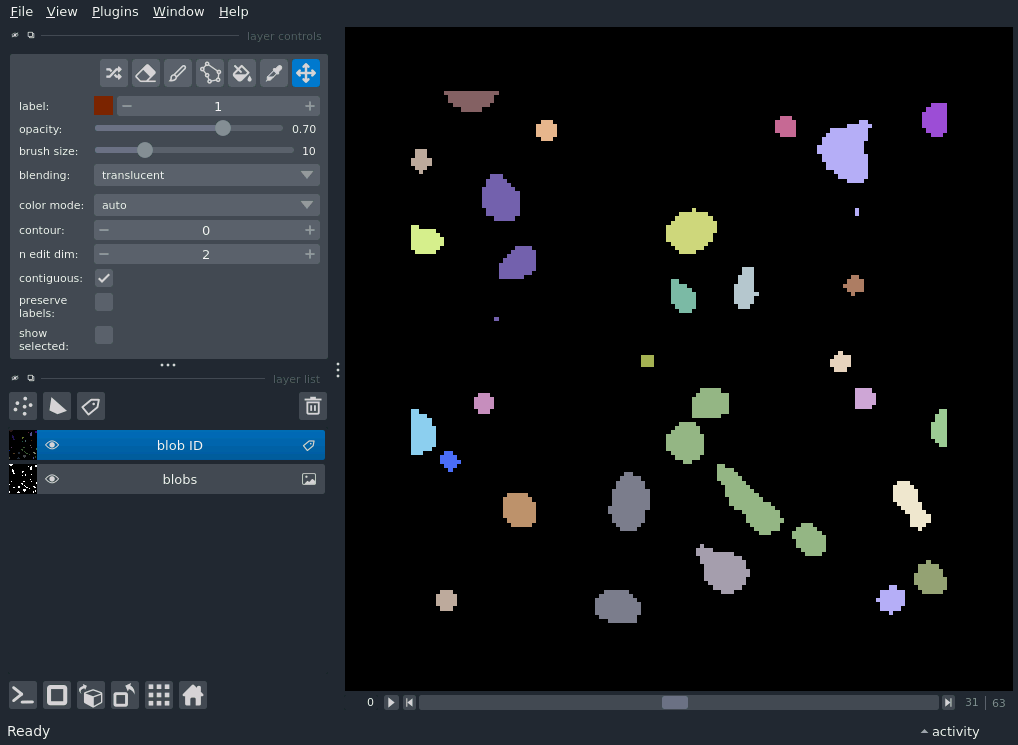 File View Plugins Window Help
layer controls
label: 1
opacity: 0.70
brush size: 10
blending: translucent
color mode: auto
contour: 0
n edit dim: 2
contiguous:
preserve
labels:
show
selected:
layer list
blob ID
blobs
0 31 | 63
Ready activity